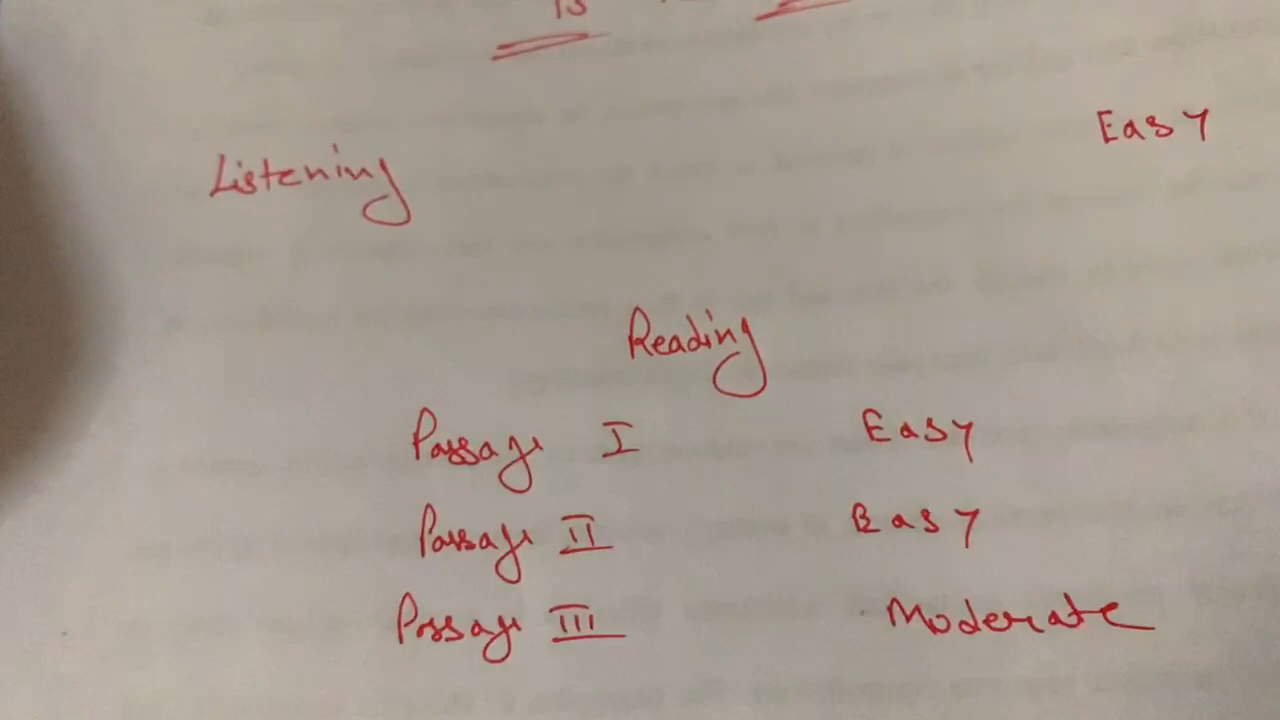 Listening Easy
Reading
Passage I Easy
Passage II Easy
Passage III Moderate